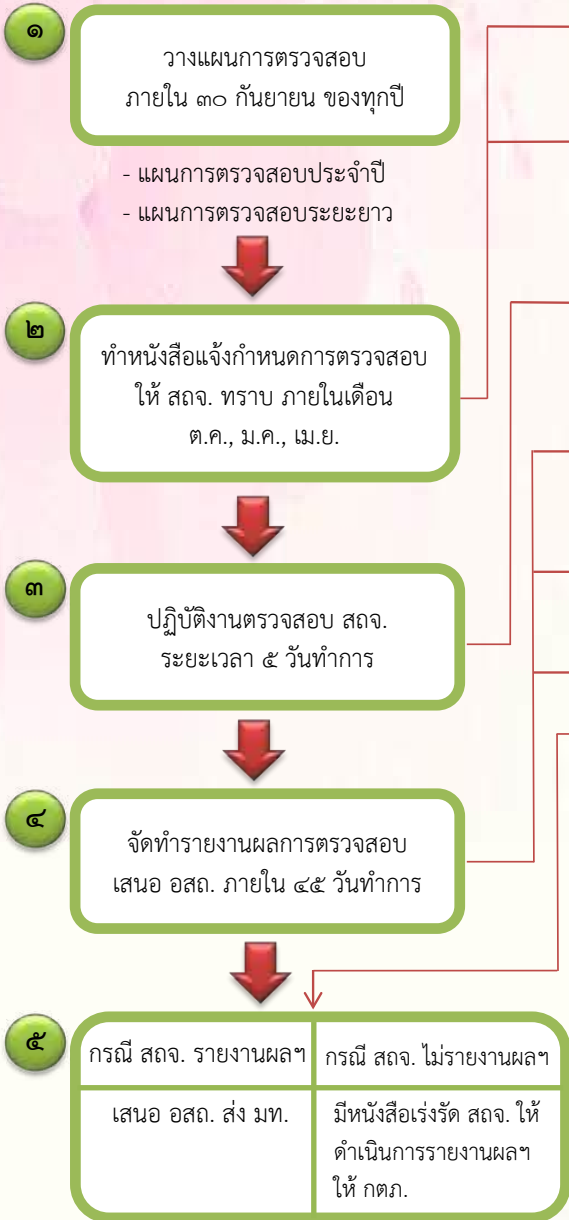 ๑
วางแผนการตรวจสอบ
ภายใน ๓๐ กันยายน ของทุกปี
- แผนการตรวจสอบประจำปี
- แผนการตรวจสอบระยะยาว
๒
ทำหนังสือแจ้งกำหนดการตรวจสอบ
ให้ สถจ. ทราบ ภายในเดือน
ต.ค., ม.ค., เม.ย.
๓
ปฏิบัติงานตรวจสอบ สถจ.
ระยะเวลา ๕ วันทำการ
๔
จัดทำรายงานผลการตรวจสอบ
เสนอ อสถ. ภายใน ๔๕ วันทำการ
๕
กรณี สถจ. รายงานผลฯ
กรณี สถจ. ไม่รายงานผลฯ
เสนอ อสถ. ส่ง มท.
มีหนังสือเร่งรัด สถจ. ให้
ดำเนินการรายงานผลฯ
ให้ กตภ.